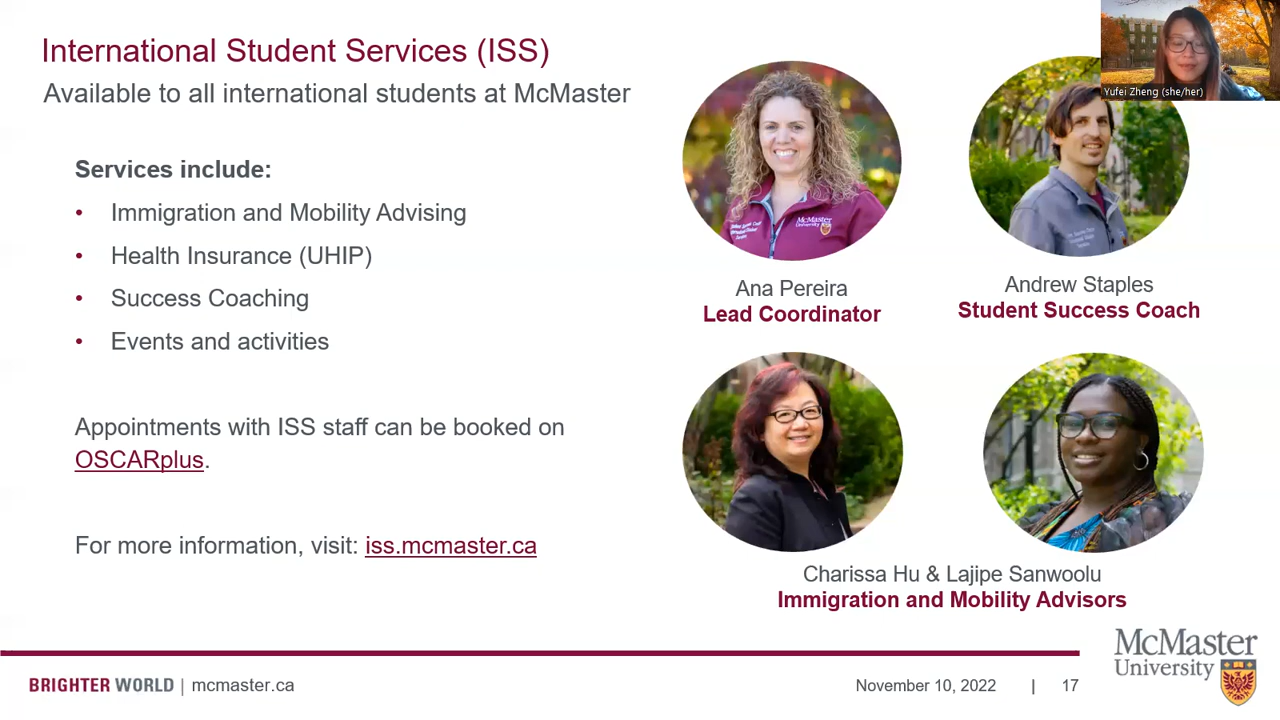 International Student Services (ISS)
Available to all international students at McMaster
Services include:
• Immigration and Mobility Advising
• Health Insurance (UHIP)
• Success Coaching
• Events and activities
Appointments with ISS staff can be booked on
OSCARplus.
For more information, visit: iss.mcmaster.ca
Yufei Zheng (she/her)
McMaster
University
Ana Pereira
Lead Coordinator
Andrew Staples
Student Success Coach
Charissa Hu & Lajipe Sanwoolu
Immigration and Mobility Advisors
BRIGHTER WORLD | mcmaster.ca
November 10, 2022 | 17
McMaster
University